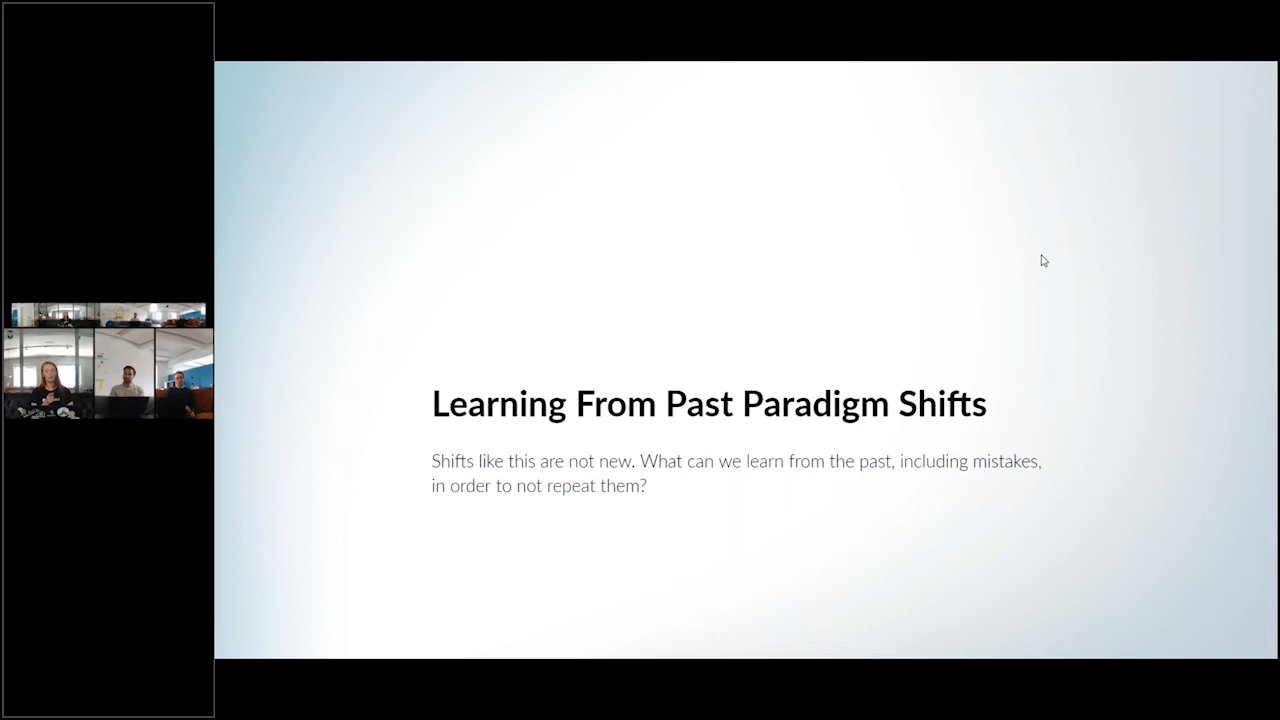 Learning From Past Paradigm Shifts
Shifts like this are not new. What can we learn from the past, including mistakes,
in order to not repeat them?